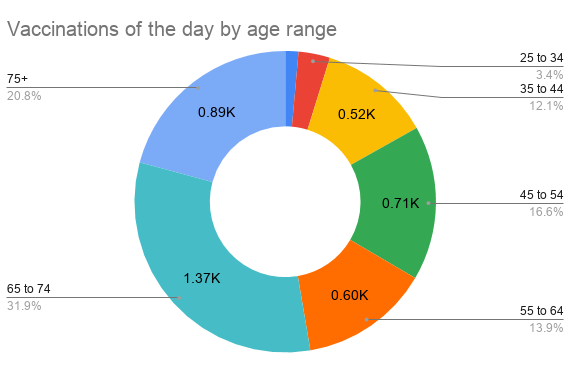 Vaccinations of the day by age range
25 to 34
3.4%
35 to 44
12.1%
0.52K
45 to 54
16.6%
0.71K
55 to 64
13.9%
0.60K
65 to 74
31.9%
1.37K
75+
20.8%
0.89K